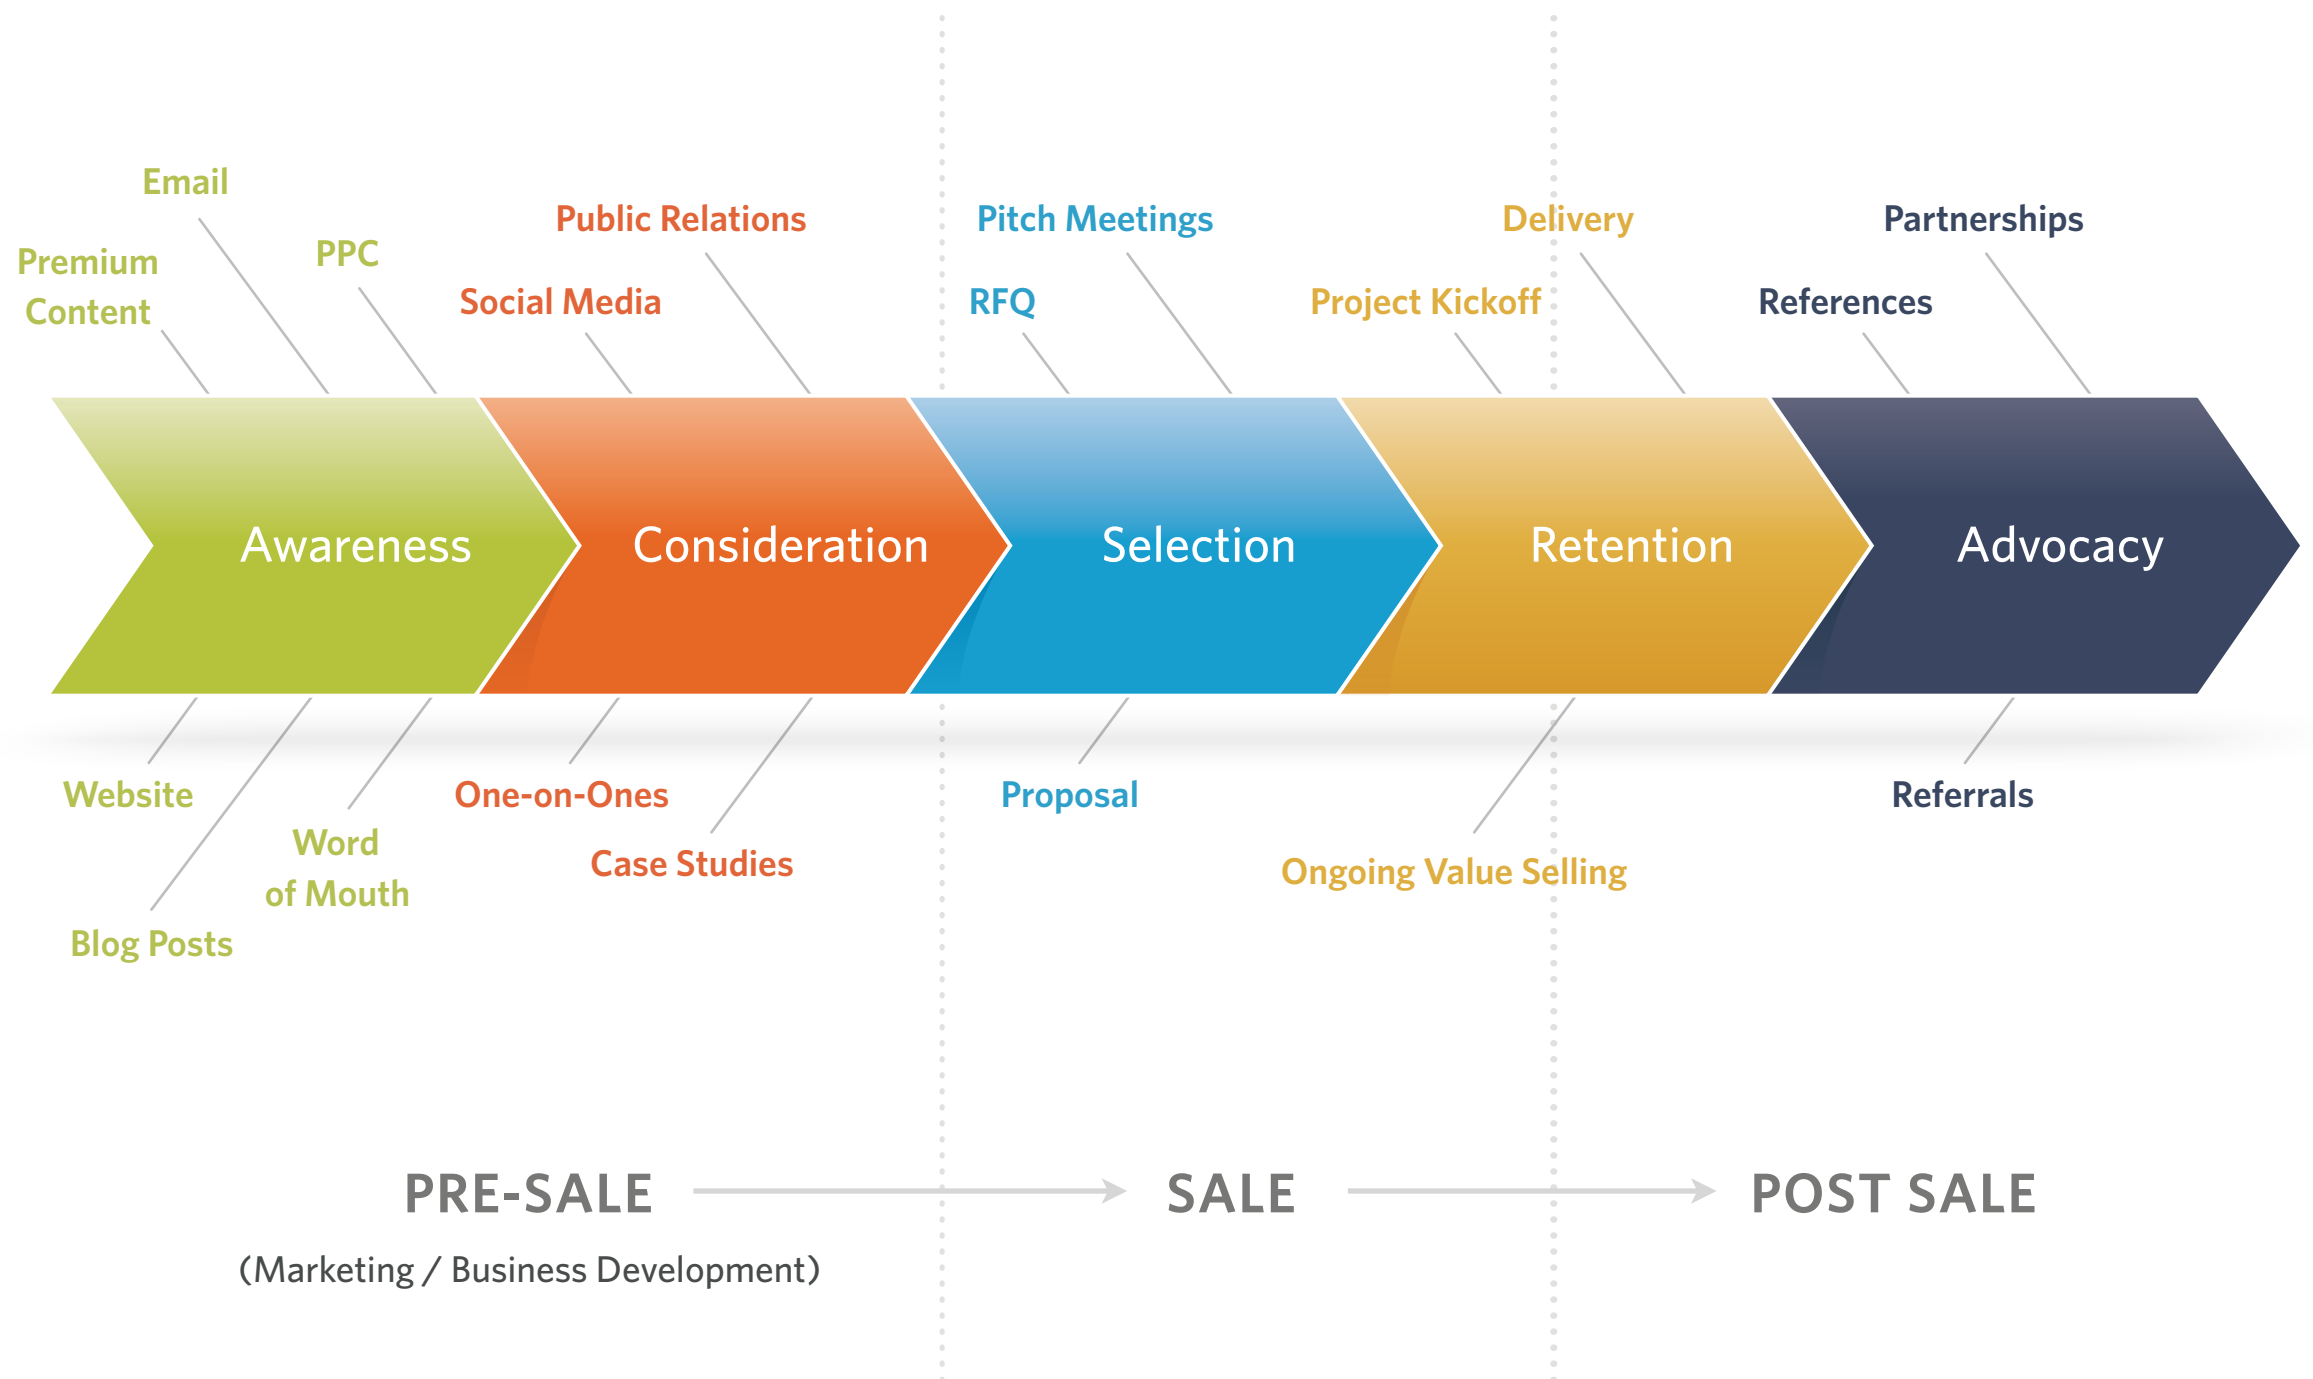 Email
Premium
Content
PPC
Public Relations
Social Media
Pitch Meetings
RFQ
Delivery
Project Kickoff
Partnerships
References
Awareness
Consideration
Selection
Retention
Advocacy
Website
Blog Posts
Word
of Mouth
One-on-Ones
Case Studies
Proposal
Ongoing Value Selling
Referrals
PRE-SALE
(Marketing / Business Development)
SALE
POST SALE